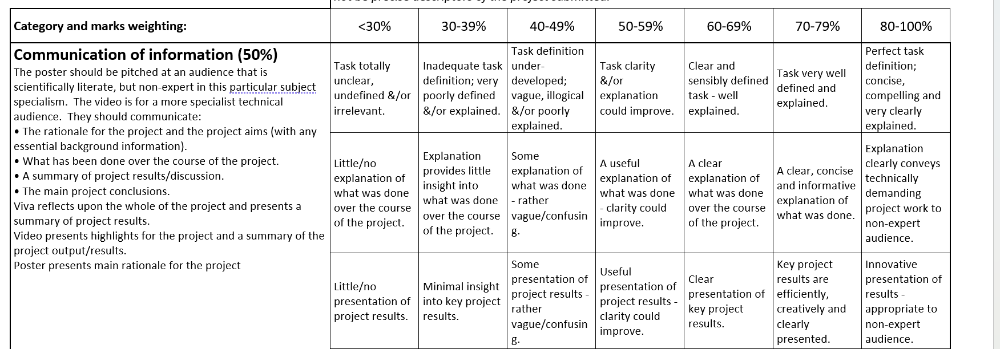 not be precise descriptors of the project submitted.
Category and marks weighting:
<30%
30-39%
40-49%
50-59%
60-69%
70-79%
80-100%
Communication of information (50%)
The poster should be pitched at an audience that is
scientifically literate, but non-expert in this particular subject
specialism.  The video is for a more specialist technical
audience.  They should communicate:
• The rationale for the project and the project aims (with any
essential background information).
• What has been done over the course of the project.
• A summary of project results/discussion.
• The main project conclusions.
Viva reflects upon the whole of the project and presents a
summary of project results.
Video presents highlights for the project and a summary of the
project output/results.
Poster presents main rationale for the project
Task totally
unclear,
undefined &/or
irrelevant.
Inadequate task
definition; very
poorly defined
&/or explained.
Task definition
under-
developed;
vague, illogical
&/or poorly
explained.
Task clarity
&/or
explanation
could improve.
Clear and
sensibly defined
task - well
explained.
Task very well
defined and
explained.
Perfect task
definition;
concise,
compelling and
very clearly
explained.
Little/no
explanation of
what was done
over the course
of the project.
Explanation
provides little
insight into
what was done
over the course
of the project.
Some
explanation of
what was done
- rather
vague/confusin
g.
A useful
explanation of
what was done
- clarity could
improve.
A clear
explanation of
what was done
over the course
of the project.
A clear, concise
and informative
explanation of
what was done.
Explanation
clearly conveys
technically
demanding
project work to
non-expert
audience.
Little/no
presentation of
project results.
Minimal insight
into key project
results.
Some
presentation of
project results -
rather
vague/confusin
g.
Useful
presentation of
project results -
clarity could
improve.
Clear
presentation of
key project
results.
Key project
results are
efficiently,
creatively and
clearly
presented.
Innovative
presentation of
results -
appropriate to
non-expert
audience.